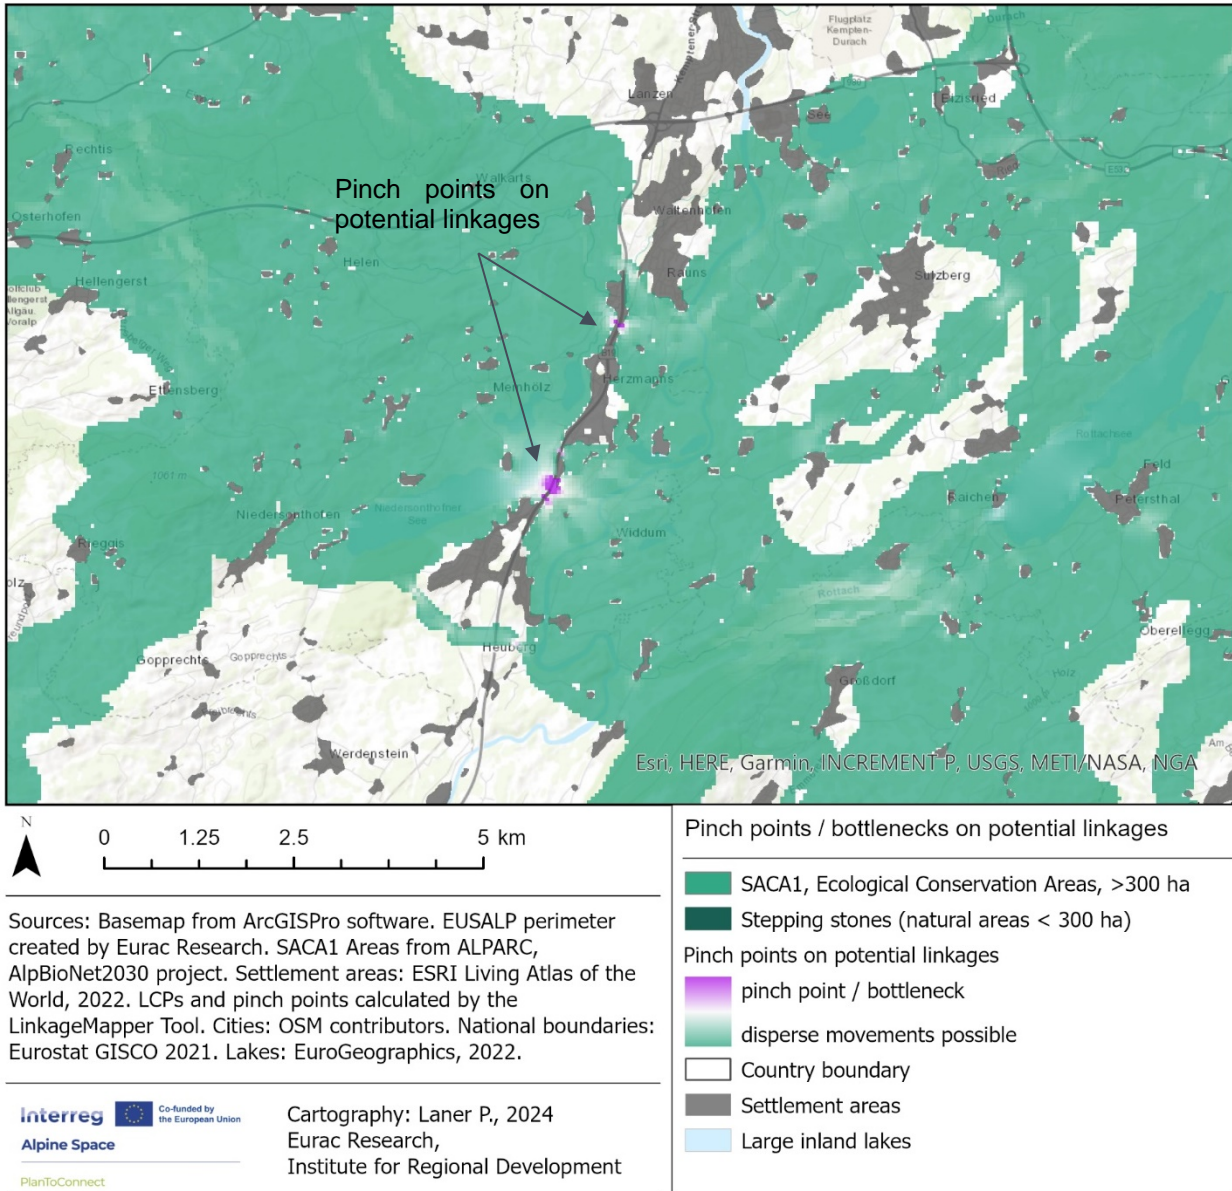 Flugplatz
Kempten-
Durach
Durach
Lanzen
See
Eizisried
Rechtis
Walkarts
Pinch points on
potential linkages
Waltenhofen
Osterhofen
Helen
Rauns
Sulzberg
Hellengerst
Allgäu
Memhölz
Herzmanns
Ettensberg
Rottachsee
1061 m
Niedersonthofen
Niedersonthofner
See
Raichen
Feld
Petersthal
Widdum
Rieggis
Rottach
Heuberg
Oberellegg
Gopprechts
Gopprechts
Großdorf
Holz
Werdenstein
Esri, HERE, Garmin, INCREMENT P, USGS, METI/NASA, NGA
N
0 1.25 2.5 5 km
Sources: Basemap from ArcGISPro software. EUSALP perimeter
created by Eurac Research. SACA1 Areas from ALPARC,
AlpBioNet2030 project. Settlement areas: ESRI Living Atlas of the
World, 2022. LCPs and pinch points calculated by the
LinkageMapper Tool. Cities: OSM contributors. National boundaries:
Eurostat GISCO 2021. Lakes: EuroGeographics, 2022.
Interreg
Co-funded by
the European Union
Alpine Space
PlanToConnect
Cartography: Laner P., 2024
Eurac Research,
Institute for Regional Development
Pinch points / bottlenecks on potential linkages
SACA1, Ecological Conservation Areas, >300 ha
Stepping stones (natural areas < 300 ha)
Pinch points on potential linkages
pinch point / bottleneck
disperse movements possible
Country boundary
Settlement areas
Large inland lakes